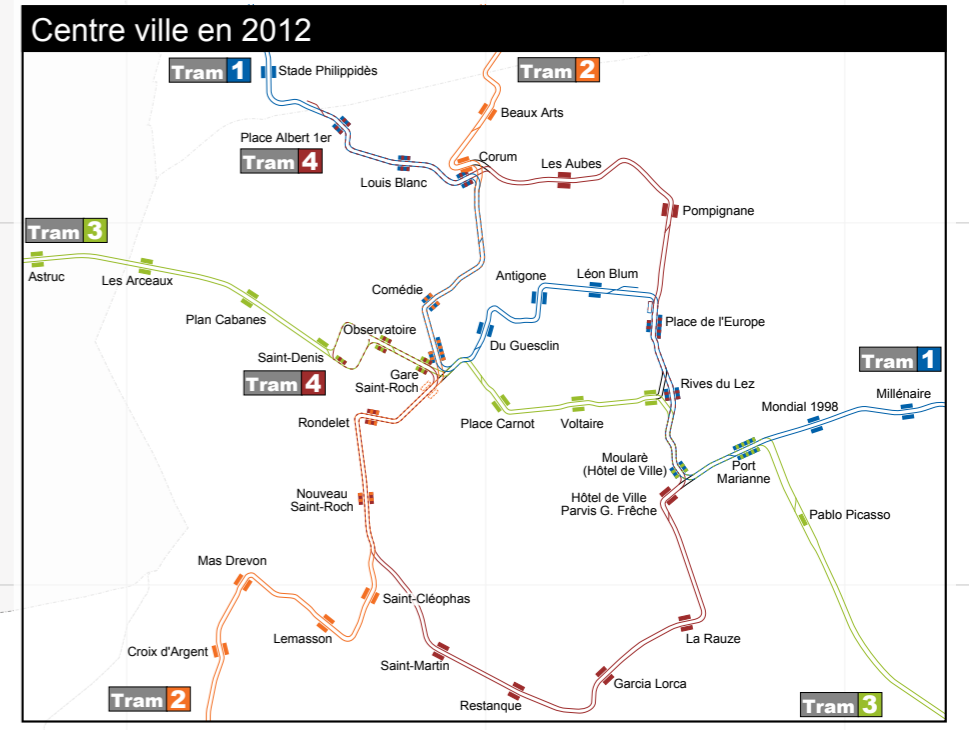 Centre ville en 2012
Tram 1
Stade Philippidès
Tram 2
Beaux Arts
Place Albert 1er
Tram 4
Corum
Les Aubes
Louis Blanc
Pompignane
Tram 3
Astruc
Les Arceaux
Antigone
Léon Blum
Comédie
Plan Cabanes
Observatoire
Place de l'Europe
Saint-Denis
Du Guesclin
Tram 4
Gare
Saint-Roch
Tram 1
Rives du Lez
Millénaire
Mondial 1998
Rondelet
Place Carnot
Voltaire
Moularè
(Hôtel de Ville)
Port
Marianne
Nouveau
Saint-Roch
Hôtel de Ville
Parvis G. Frêche
Pablo Picasso
Mas Drevon
Saint-Cléophas
Lemasson
La Rauze
Croix d'Argent
Saint-Martin
Garcia Lorca
Tram 2
Restanque
Tram 3